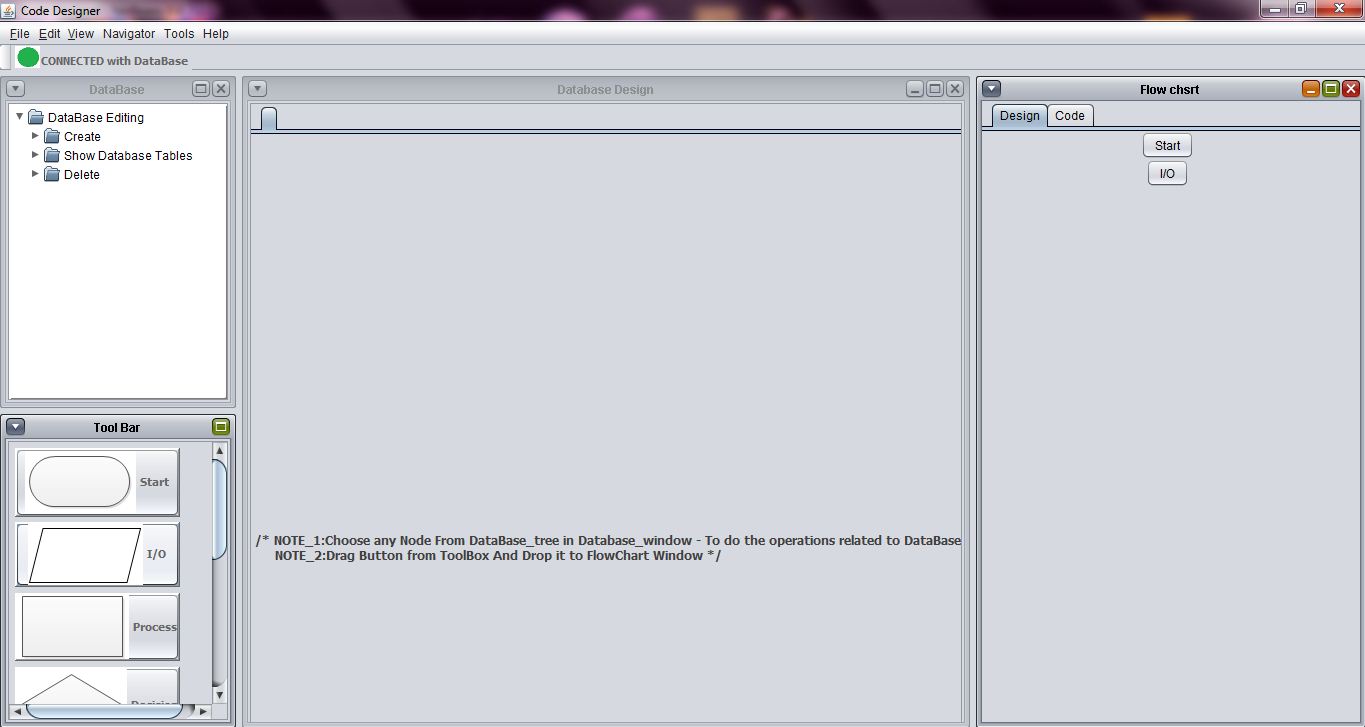 Code Designer
File Edit View Navigator Tools Help
CONNECTED with DataBase
DataBase
DataBase Editing
Create
Show Database Tables
Delete
Tool Bar
Start
I/O
Process
Database Design
/* NOTE_1:Choose any Node From DataBase_tree in Database_window - To do the operations related to DataBase
NOTE_2:Drag Button from ToolBox And Drop it to FlowChart Window */
Flow chsrt
Design Code
Start
I/O